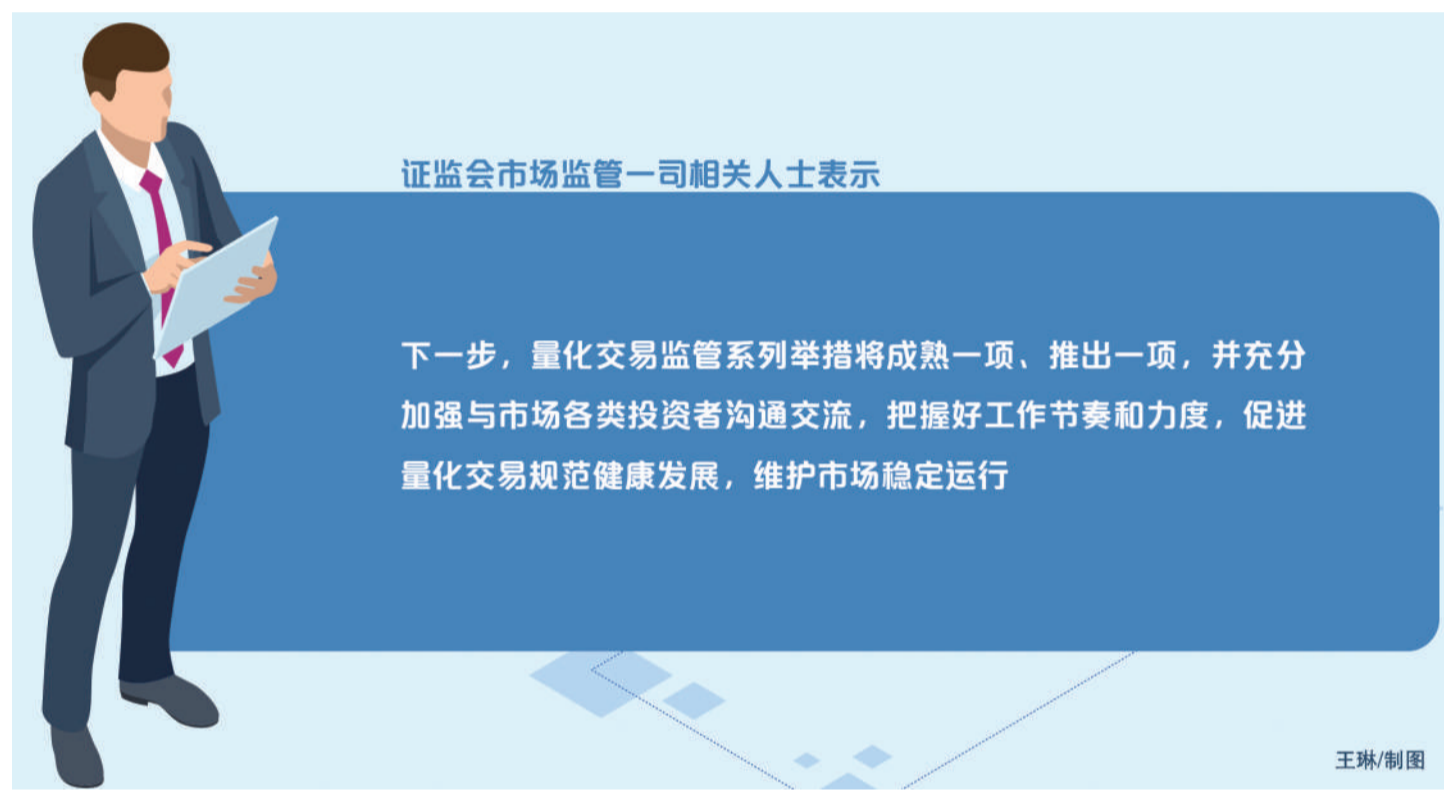 证监会市场监管一司相关人士表示
下一步，量化交易监管系列举措将成熟一项、推出一项，并充分
加强与市场各类投资者沟通交流，把握好工作节奏和力度，促进
量化交易规范健康发展，维护市场稳定运行
王琳/制图